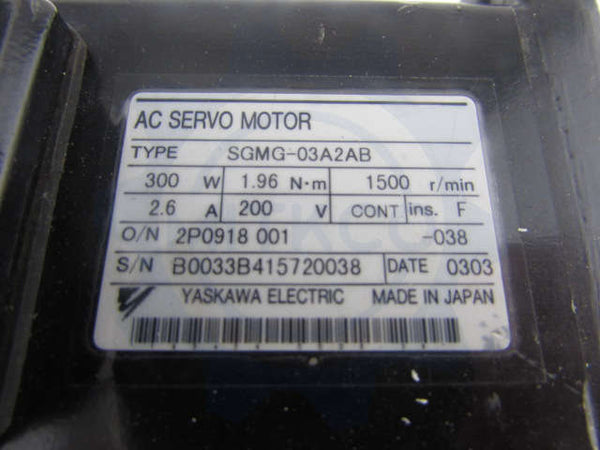 AC SERVO MOTOR
TYPE SGMG-03A2AB
300 W 1.96 N·m 1500 r/min
2.6 A 200 V CONT ins. F
O/N 2P0918 001 -038
S/N B0033B415720038 DATE 0303
YASKAWA ELECTRIC MADE IN JAPAN